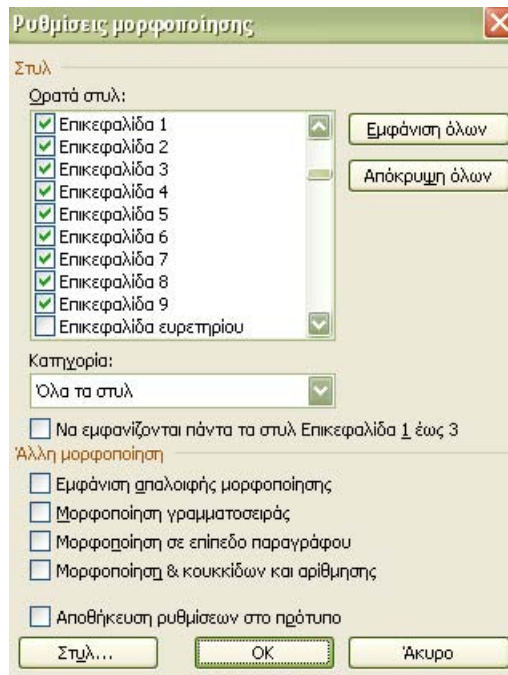 Ρυθμίσεις μορφοποίησης
Στυλ
Ορατά στυλ:
Επικεφαλίδα 1
Επικεφαλίδα 2
Επικεφαλίδα 3
Επικεφαλίδα 4
Επικεφαλίδα 5
Επικεφαλίδα 6
Επικεφαλίδα 7
Επικεφαλίδα 8
Επικεφαλίδα 9
Επικεφαλίδα ευρετηρίου
Εμφάνιση όλων
Απόκρυψη όλων
Κατηγορία:
Όλα τα στυλ
Να εμφανίζονται πάντα τα στυλ Επικεφαλίδα 1 έως 3
Άλλη μορφοποίηση
Εμφάνιση απαλοιφής μορφοποίησης
Μορφοποίηση γραμματοσειράς
Μορφοποίηση σε επίπεδο παραγράφου
Μορφοποίηση & κουκκίδων και αρίθμησης
Αποθήκευση ρυθμίσεων στο πρότυπο
Στυλ... OK Άκυρο